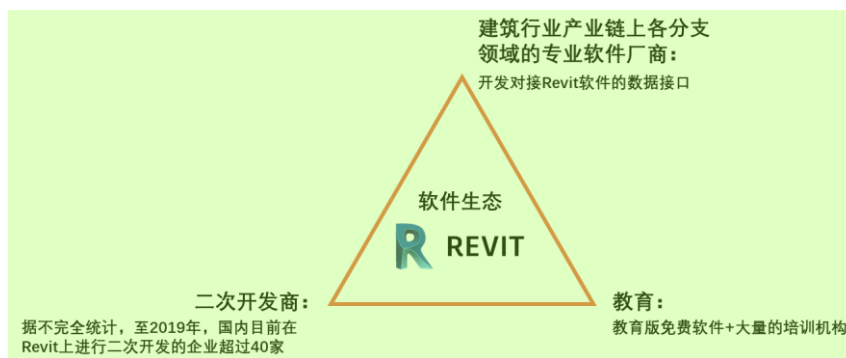 建筑行业产业链上各分支
领域的专业软件厂商：
开发对接Revit软件的数据接口
软件生态
REVIT
二次开发商：
据不完全统计，至2019年，国内目前在
Revit上进行二次开发的企业超过40家
教育：
教育版免费软件+大量的培训机构